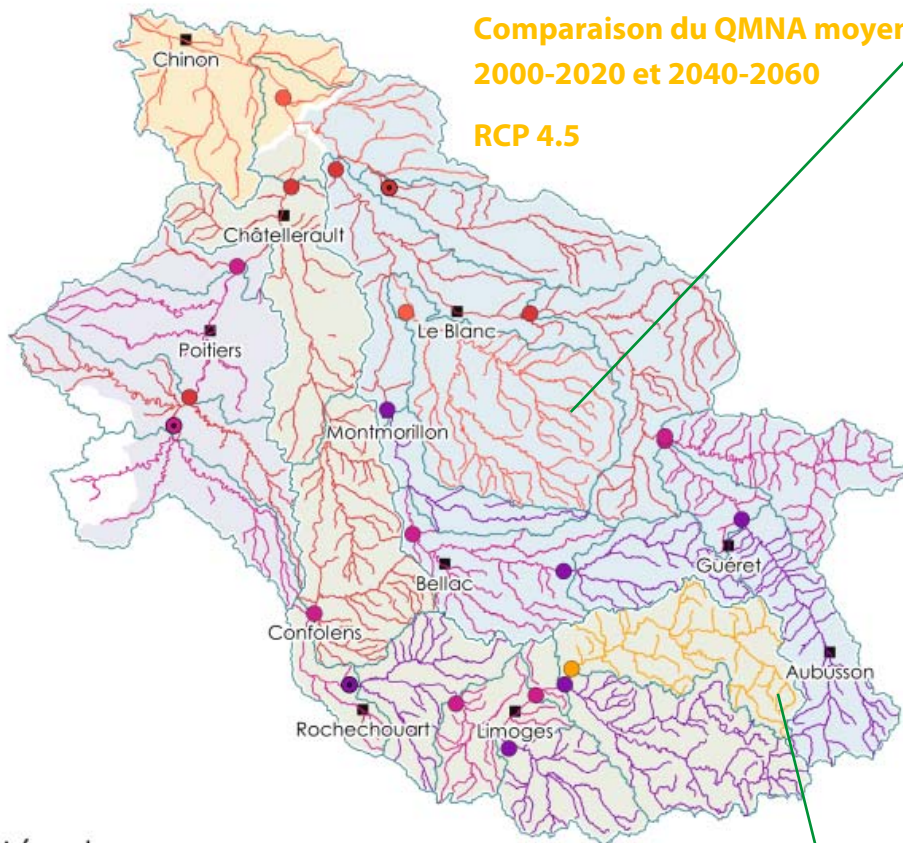 Comparaison du QMNA moyen
2000-2020 et 2040-2060
RCP 4.5
Chinon
Châtellerault
Le Blanc
Poitiers
Montmorillon
Guéret
Bellac
Confolens
Aubusson
Rochechouart
Limoges